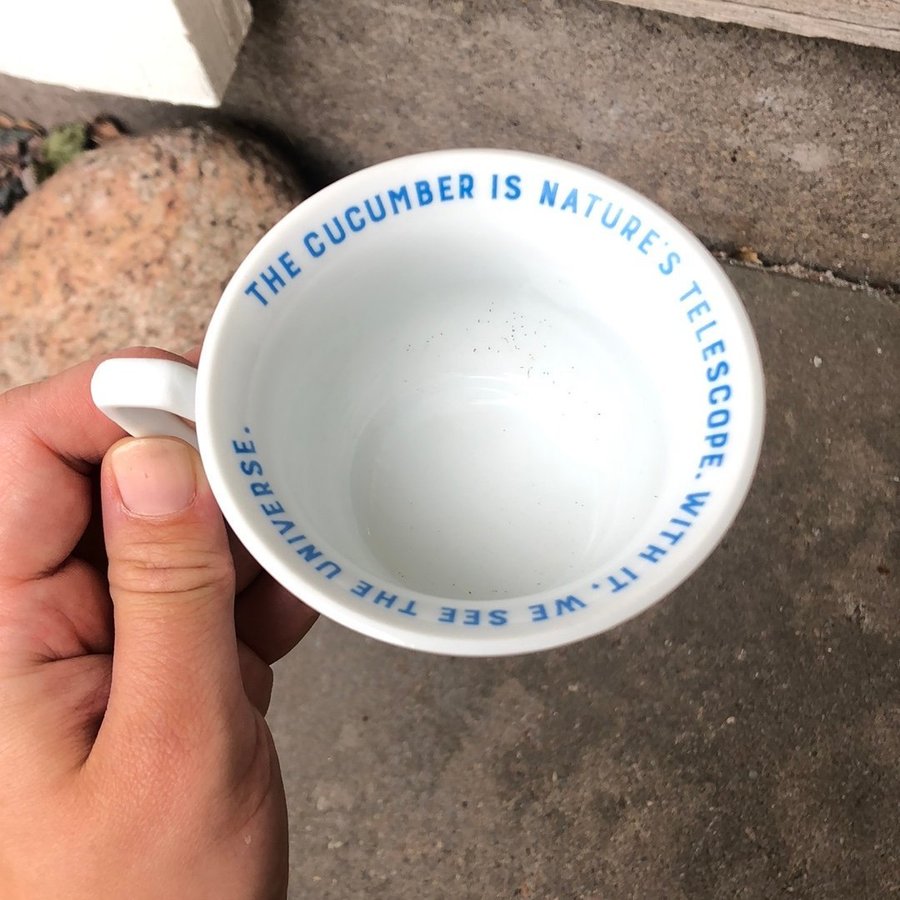 THE CUCUMBER IS NATURE'S TELESCOPE. WITH IT, WE SEE THE UNIVERSE.